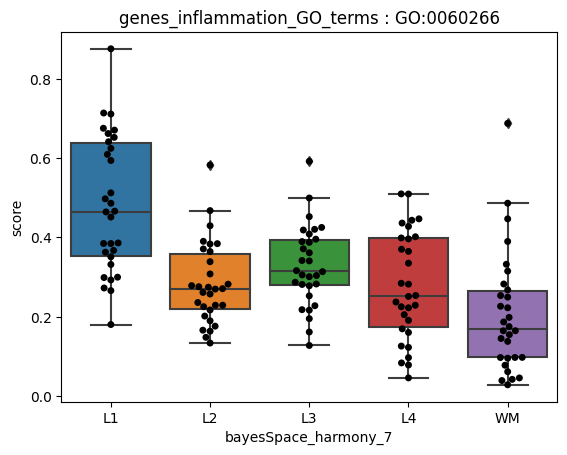 genes_inflammation_GO_terms : GO:0060266
score
0.8
0.6
0.4
0.2
0.0
L1 L2 L3 L4 WM
bayesSpace_harmony_7